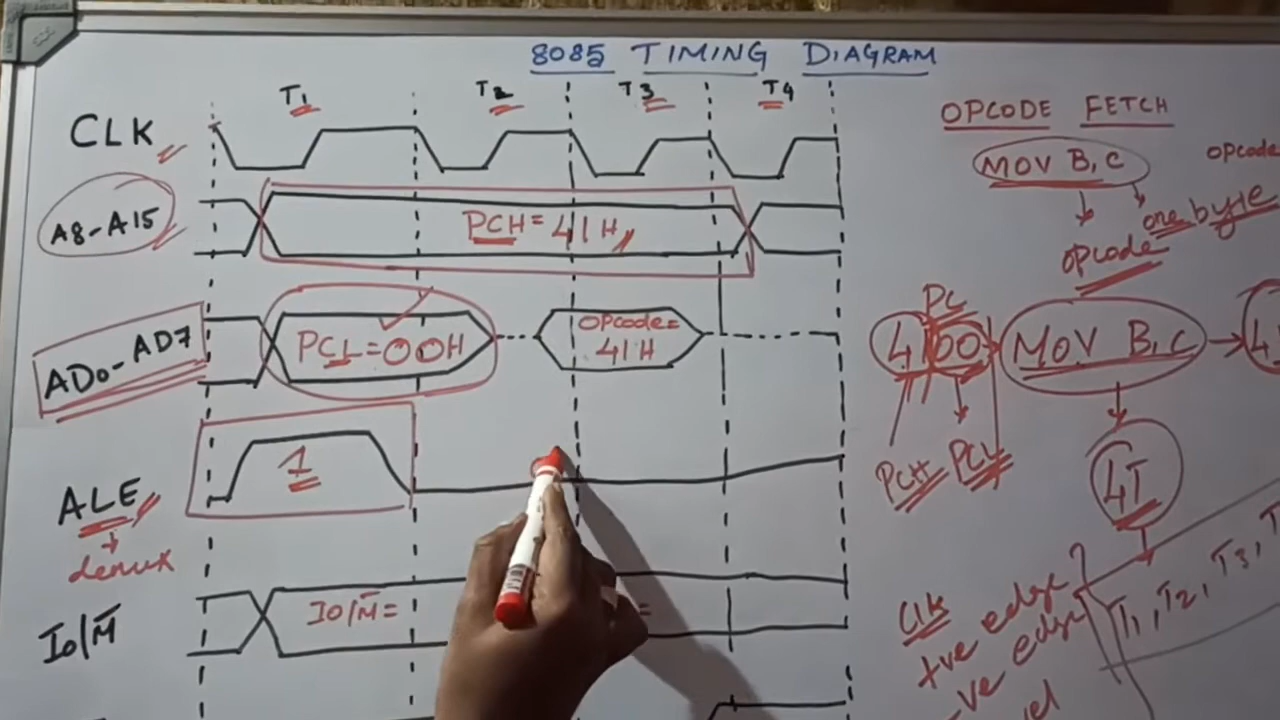 8085 TIMING DIAGRAM
T1 T2 T3 T4
CLK
A8-A15
PCH=41H
AD0-AD7
PCL=00H
OPcode=
41H
ALE
1
demux
IO/M̅
IO/M̅=
=
OPCODE FETCH
MOV B,C
opcode
one byte
opcode
PC
4100
MOV B,C
4
PCH PCL
4T
T1, T2, T3, T
Clk
+ve edge
-ve edge